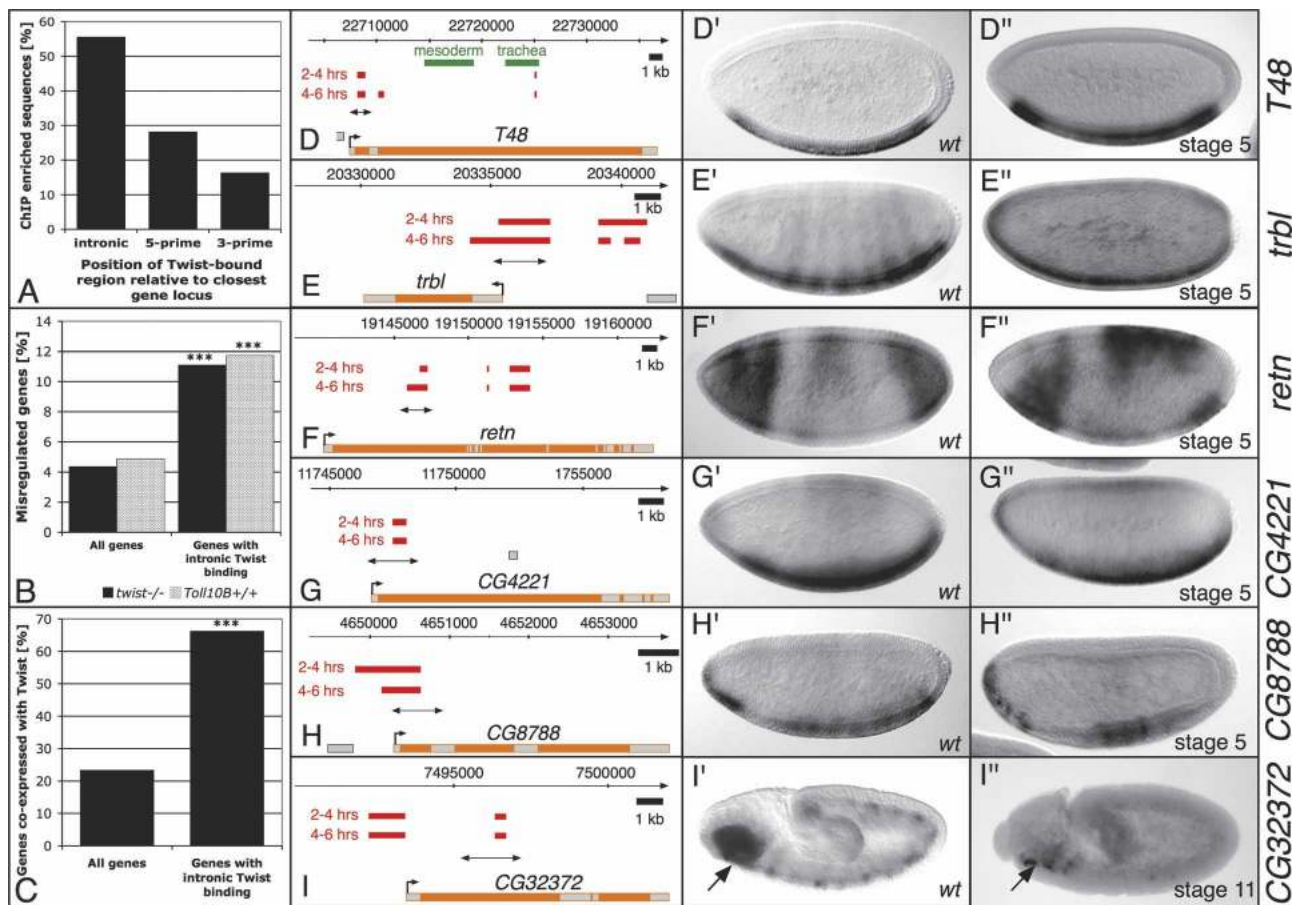 ChIP enriched sequences [%]
60
50
40
30
20
10
0
intronic 5-prime 3-prime
Position of Twist-bound
region relative to closest
gene locus
A
22710000 22720000 22730000
mesoderm trachea
1 kb
2-4 hrs
4-6 hrs
D T48
D' wt
D" stage 5
T48
20330000 20335000 20340000
1 kb
2-4 hrs
4-6 hrs
E trbl
E' wt
E" stage 5
trbl
Misregulated genes [%]
14
12
10
8
6
4
2
0
*** ***
All genes Genes with
intronic Twist
binding
twist-/- Toll10B+/+
B
19145000 19150000 19155000 19160000
1 kb
2-4 hrs
4-6 hrs
F retn
F' wt
F" stage 5
retn
11745000 11750000 1755000
1 kb
2-4 hrs
4-6 hrs
G CG4221
G' wt
G" stage 5
CG4221
Genes co-expressed with Twist [%]
70
60
50
40
30
20
10
0
***
All genes Genes with
intronic Twist
binding
C
4650000 4651000 4652000 4653000
1 kb
2-4 hrs
4-6 hrs
H CG8788
H' wt
H" stage 5
CG8788
7495000 7500000
1 kb
2-4 hrs
4-6 hrs
I CG32372
I' wt
I" stage 11
CG32372